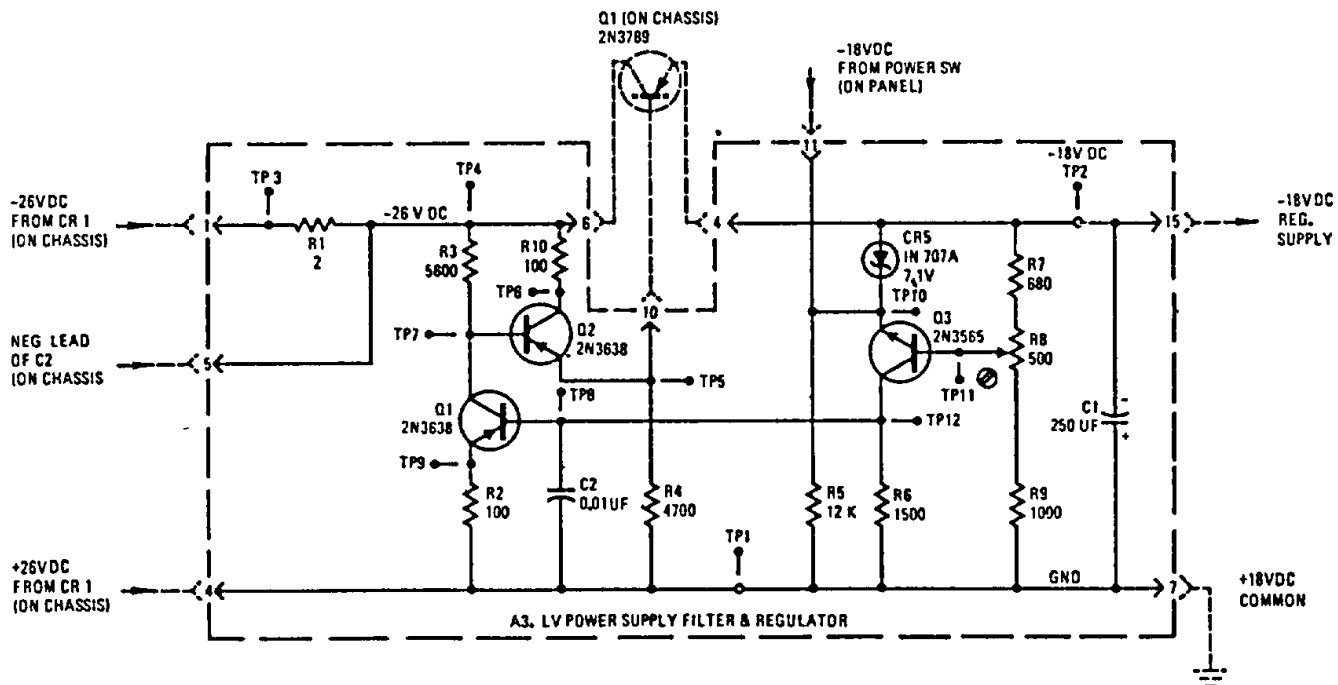 Q1 (ON CHASSIS)
2N3789
-18VDC
FROM POWER SW
(ON PANEL)
11
-18V DC
TP2
TP 3
TP4
-26VDC
FROM CR 1
(ON CHASSIS)
-26 V DC
6
4
15
-18VDC
REG.
SUPPLY
R1
2
R3
5600
R10
100
CR5
IN 707A
7.1V
R7
680
TP6
10
TP10
TP7
Q2
2N3638
Q3
2N3565
R8
500
NEG LEAD
OF C2
(ON CHASSIS
5
TP5
TP11
TP8
Q1
2N3638
TP12
C1
250 UF
-
+
TP9
R2
100
C2
0.01UF
R4
4700
R5
12 K
R6
1500
R9
1000
TP1
+26VDC
FROM CR 1
(ON CHASSIS)
4
GND
7
+18VDC
COMMON
A3. LV POWER SUPPLY FILTER & REGULATOR